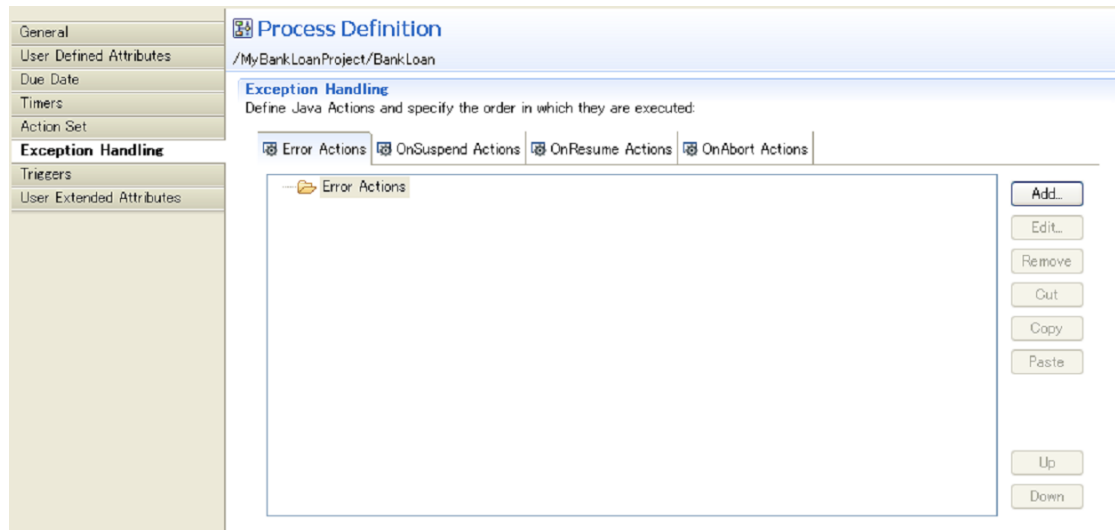 General
User Defined Attributes
Due Date
Timers
Action Set
Exception Handling
Triggers
User Extended Attributes
Process Definition
/MyBankLoanProject/BankLoan
Exception Handling
Define Java Actions and specify the order in which they are executed:
Error Actions OnSuspend Actions OnResume Actions OnAbort Actions
Error Actions
Add...
Edit...
Remove
Cut
Copy
Paste
Up
Down